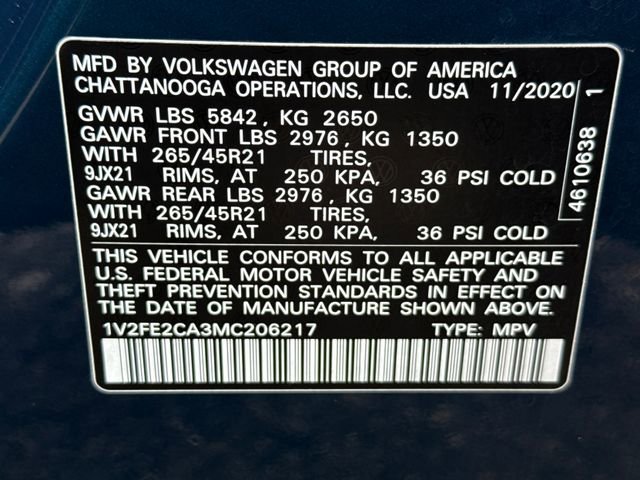 MFD BY VOLKSWAGEN GROUP OF AMERICA
CHATTANOOGA OPERATIONS, LLC. USA 11/2020
GVWR LBS 5842, KG 2650
GAWR FRONT LBS 2976, KG 1350
WITH 265/45R21 TIRES,
9JX21 RIMS, AT 250 KPA, 36 PSI COLD
GAWR REAR LBS 2976, KG 1350
WITH 265/45R21 TIRES,
9JX21 RIMS, AT 250 KPA, 36 PSI COLD
THIS VEHICLE CONFORMS TO ALL APPLICABLE
U.S. FEDERAL MOTOR VEHICLE SAFETY AND
THEFT PREVENTION STANDARDS IN EFFECT ON
THE DATE OF MANUFACTURE SHOWN ABOVE.
1V2FE2CA3MC206217 TYPE: MPV
4610638 1